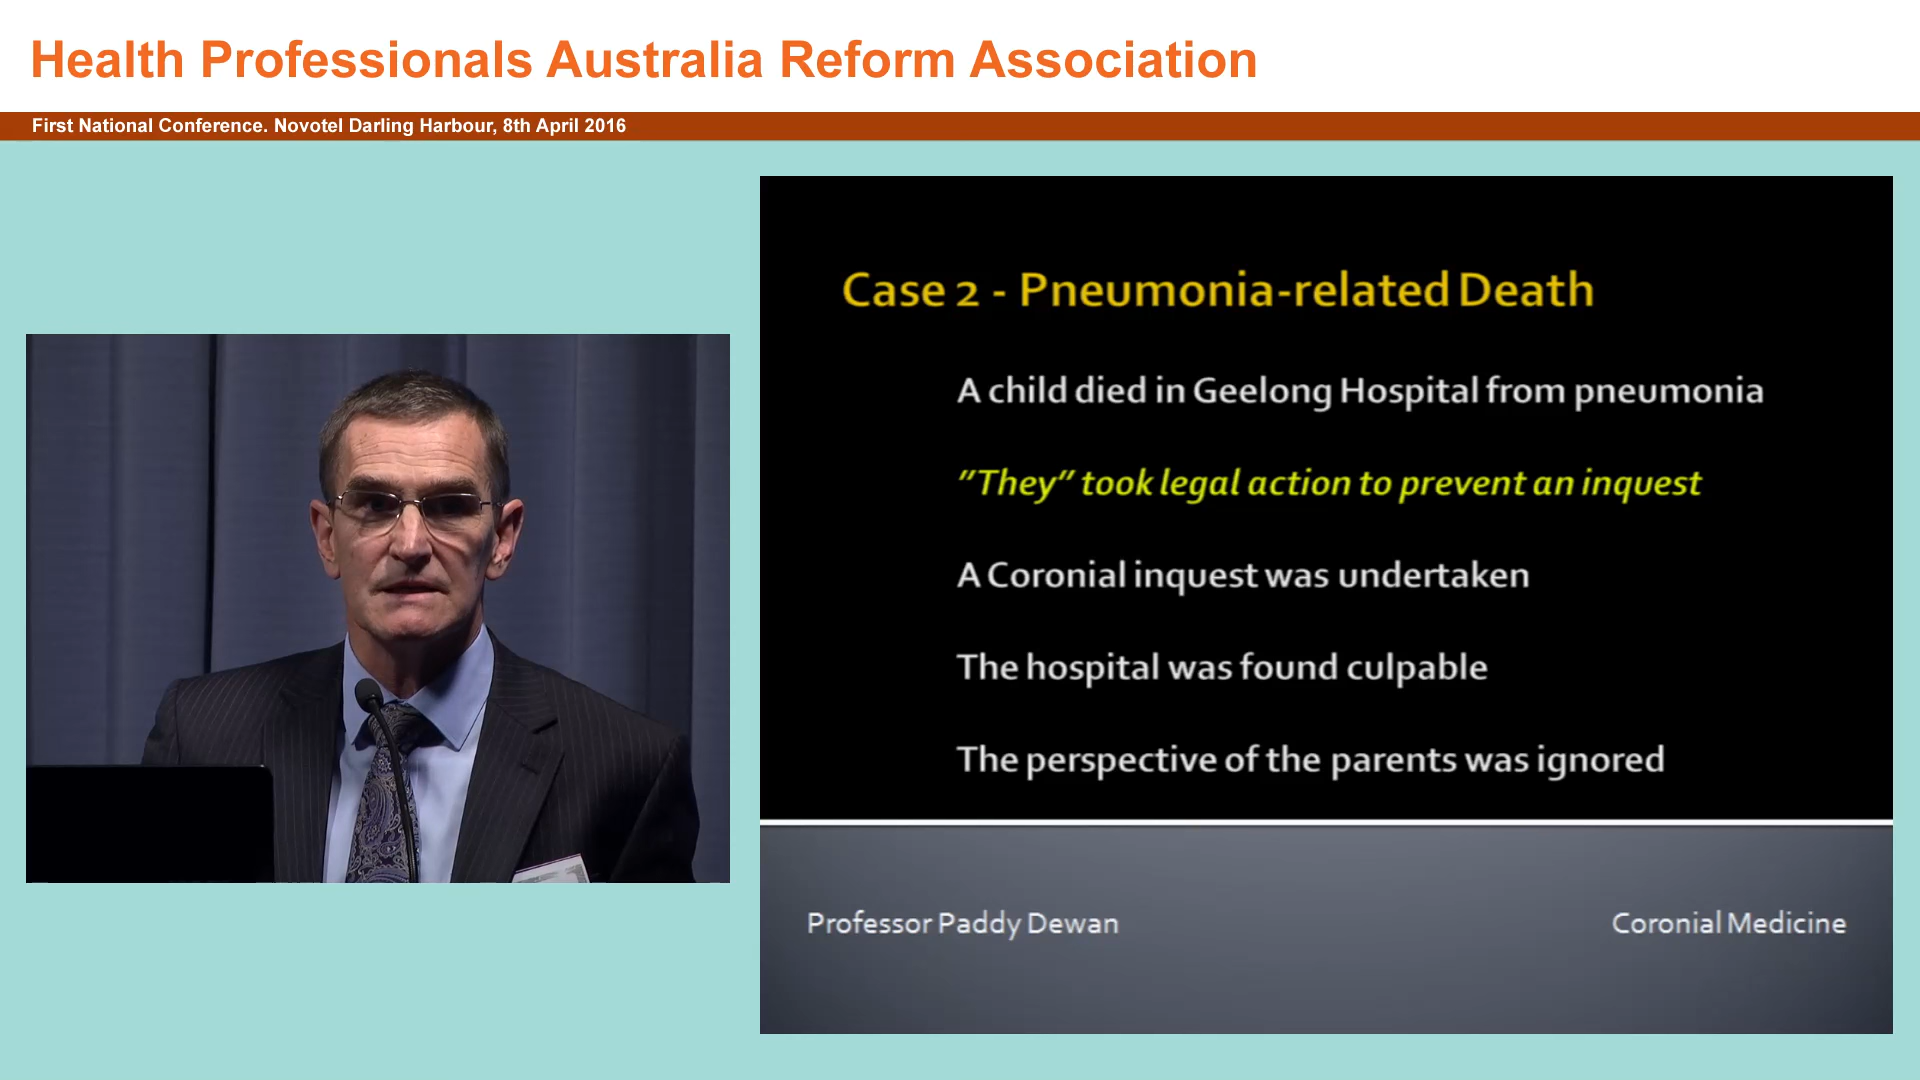 Health Professionals Australia Reform Association
First National Conference. Novotel Darling Harbour, 8th April 2016
Case 2 - Pneumonia-related Death
A child died in Geelong Hospital from pneumonia
"They" took legal action to prevent an inquest
A Coronial inquest was undertaken
The hospital was found culpable
The perspective of the parents was ignored
Professor Paddy Dewan
Coronial Medicine